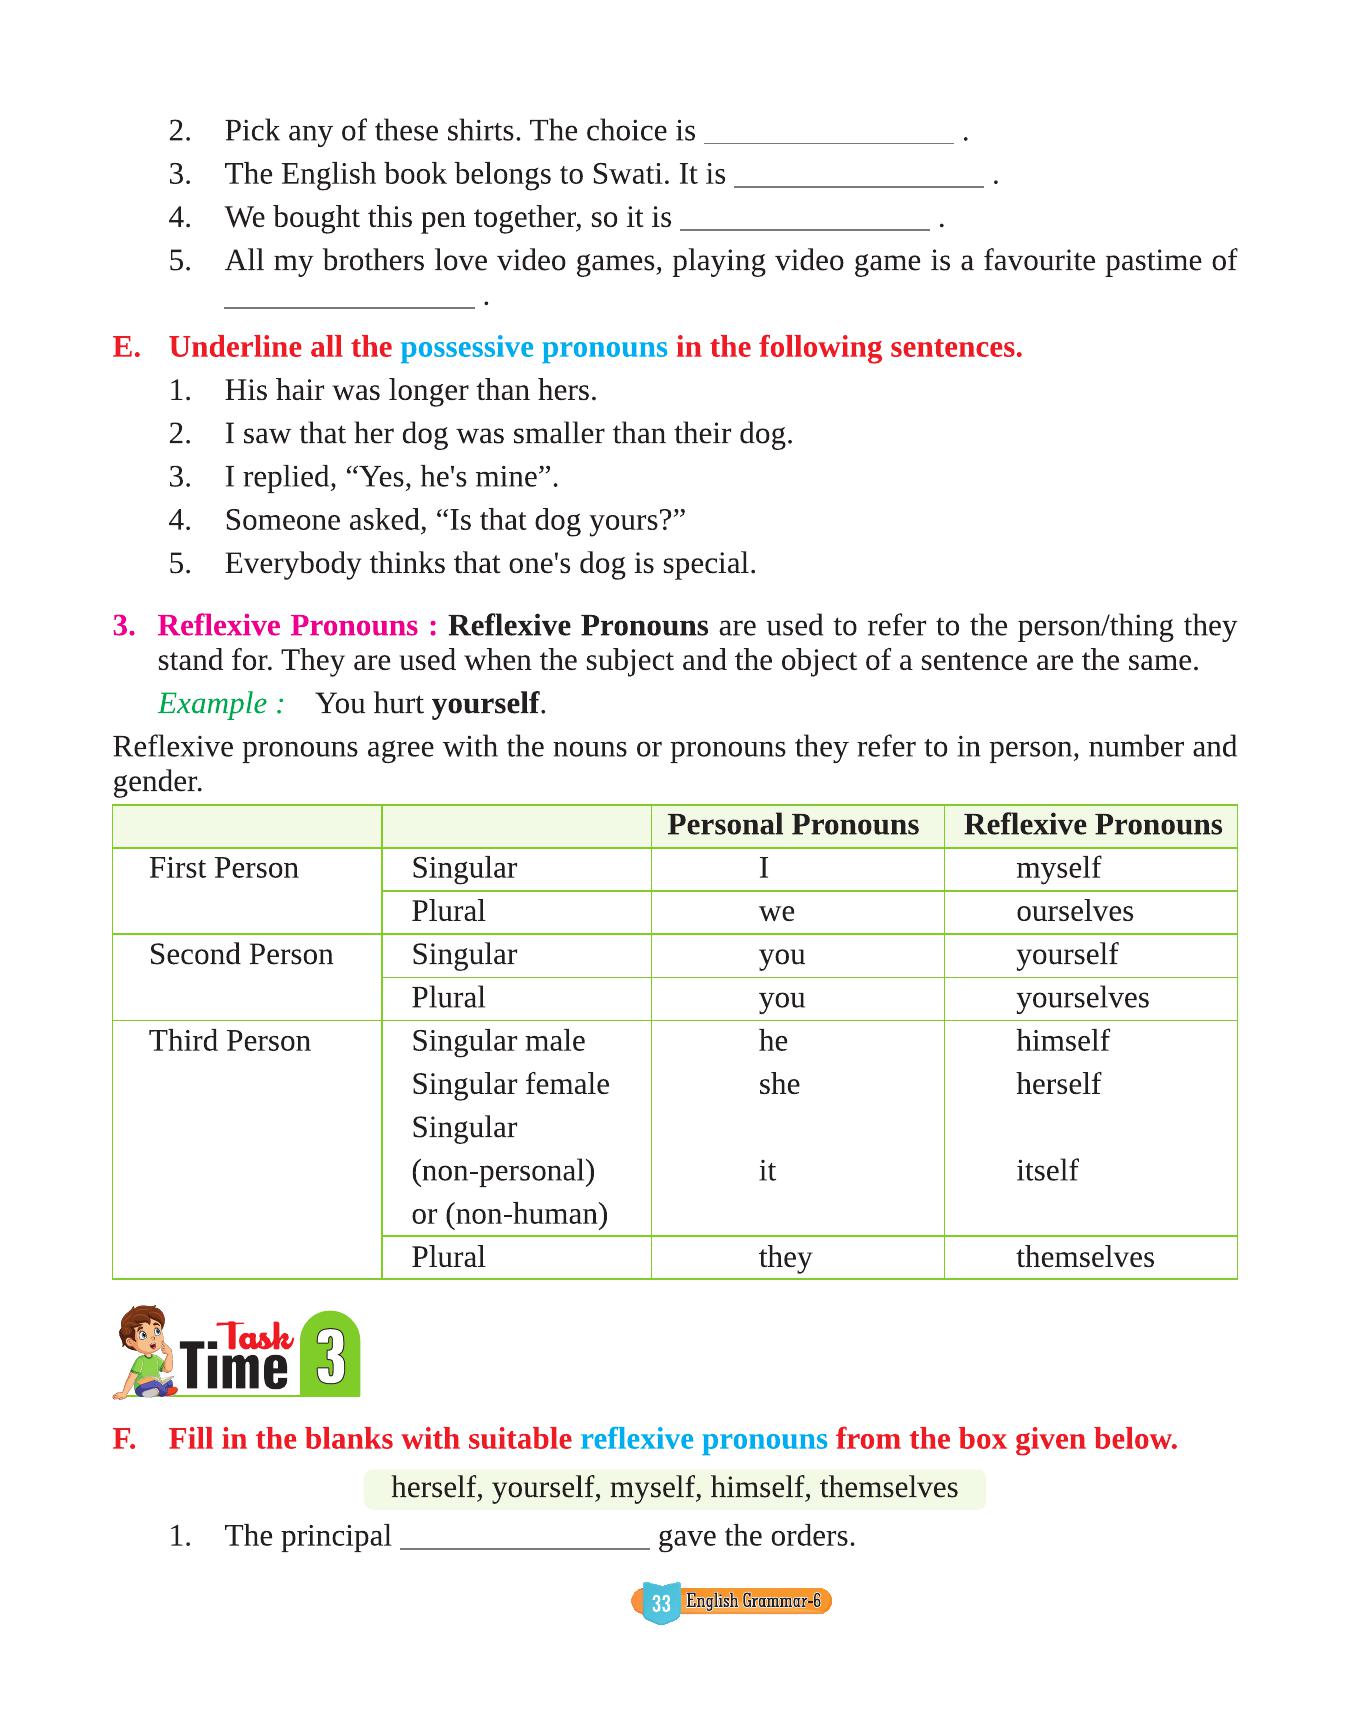 2. Pick any of these shirts. The choice is ________________ .
3. The English book belongs to Swati. It is ________________ .
4. We bought this pen together, so it is ________________ .
5. All my brothers love video games, playing video game is a favourite pastime of
________________ .
E. Underline all the possessive pronouns in the following sentences.
1. His hair was longer than hers.
2. I saw that her dog was smaller than their dog.
3. I replied, “Yes, he's mine”.
4. Someone asked, “Is that dog yours?”
5. Everybody thinks that one's dog is special.
3. Reflexive Pronouns : Reflexive Pronouns are used to refer to the person/thing they
stand for. They are used when the subject and the object of a sentence are the same.
Example : You hurt yourself.
Reflexive pronouns agree with the nouns or pronouns they refer to in person, number and
gender.
Personal Pronouns Reflexive Pronouns
First Person Singular I myself
Plural we ourselves
Second Person Singular you yourself
Plural you yourselves
Third Person Singular male he himself
Singular female she herself
Singular
(non-personal) it itself
or (non-human)
Plural they themselves
Task
Time 3
F. Fill in the blanks with suitable reflexive pronouns from the box given below.
herself, yourself, myself, himself, themselves
1. The principal ________________ gave the orders.
33 English Grammar-6